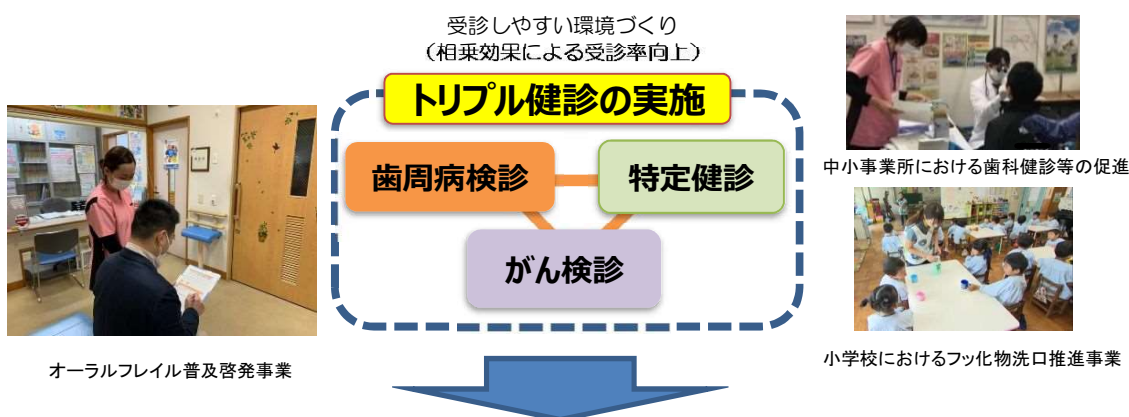 受診しやすい環境づくり
(相乗効果による受診率向上)
トリプル健診の実施
歯周病検診
特定健診
がん検診
オーラルフレイル普及啓発事業
中小事業所における歯科健診等の促進
小学校におけるフッ化物洗口推進事業